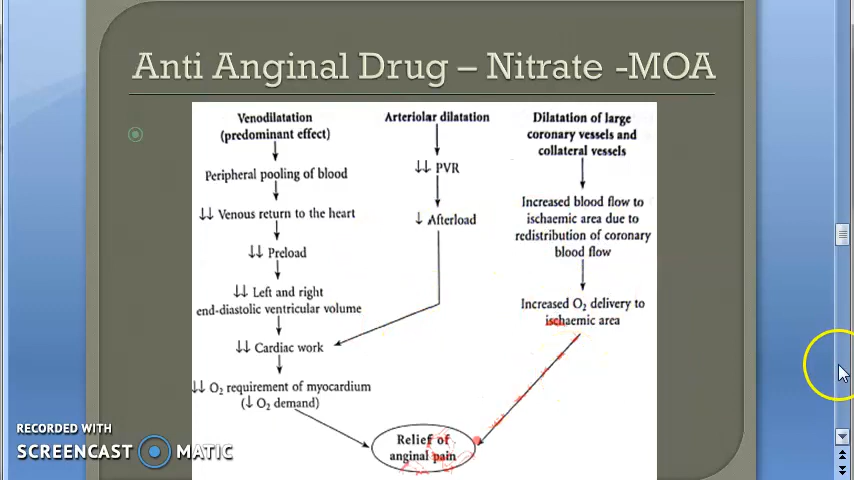 Anti Anginal Drug – Nitrate -MOA
Venodilatation
(predominant effect)
Peripheral pooling of blood
↓↓ Venous return to the heart
↓↓ Preload
↓↓ Left and right
end-diastolic ventricular volume
↓↓ Cardiac work
↓↓ O₂ requirement of myocardium
(↓ O₂ demand)
Arteriolar dilatation
↓↓ PVR
↓ Afterload
Dilatation of large
coronary vessels and
collateral vessels
Increased blood flow to
ischaemic area due to
redistribution of coronary
blood flow
Increased O₂ delivery to
ischaemic area
Relief of
anginal pain
RECORDED WITH
SCREENCAST MATIC